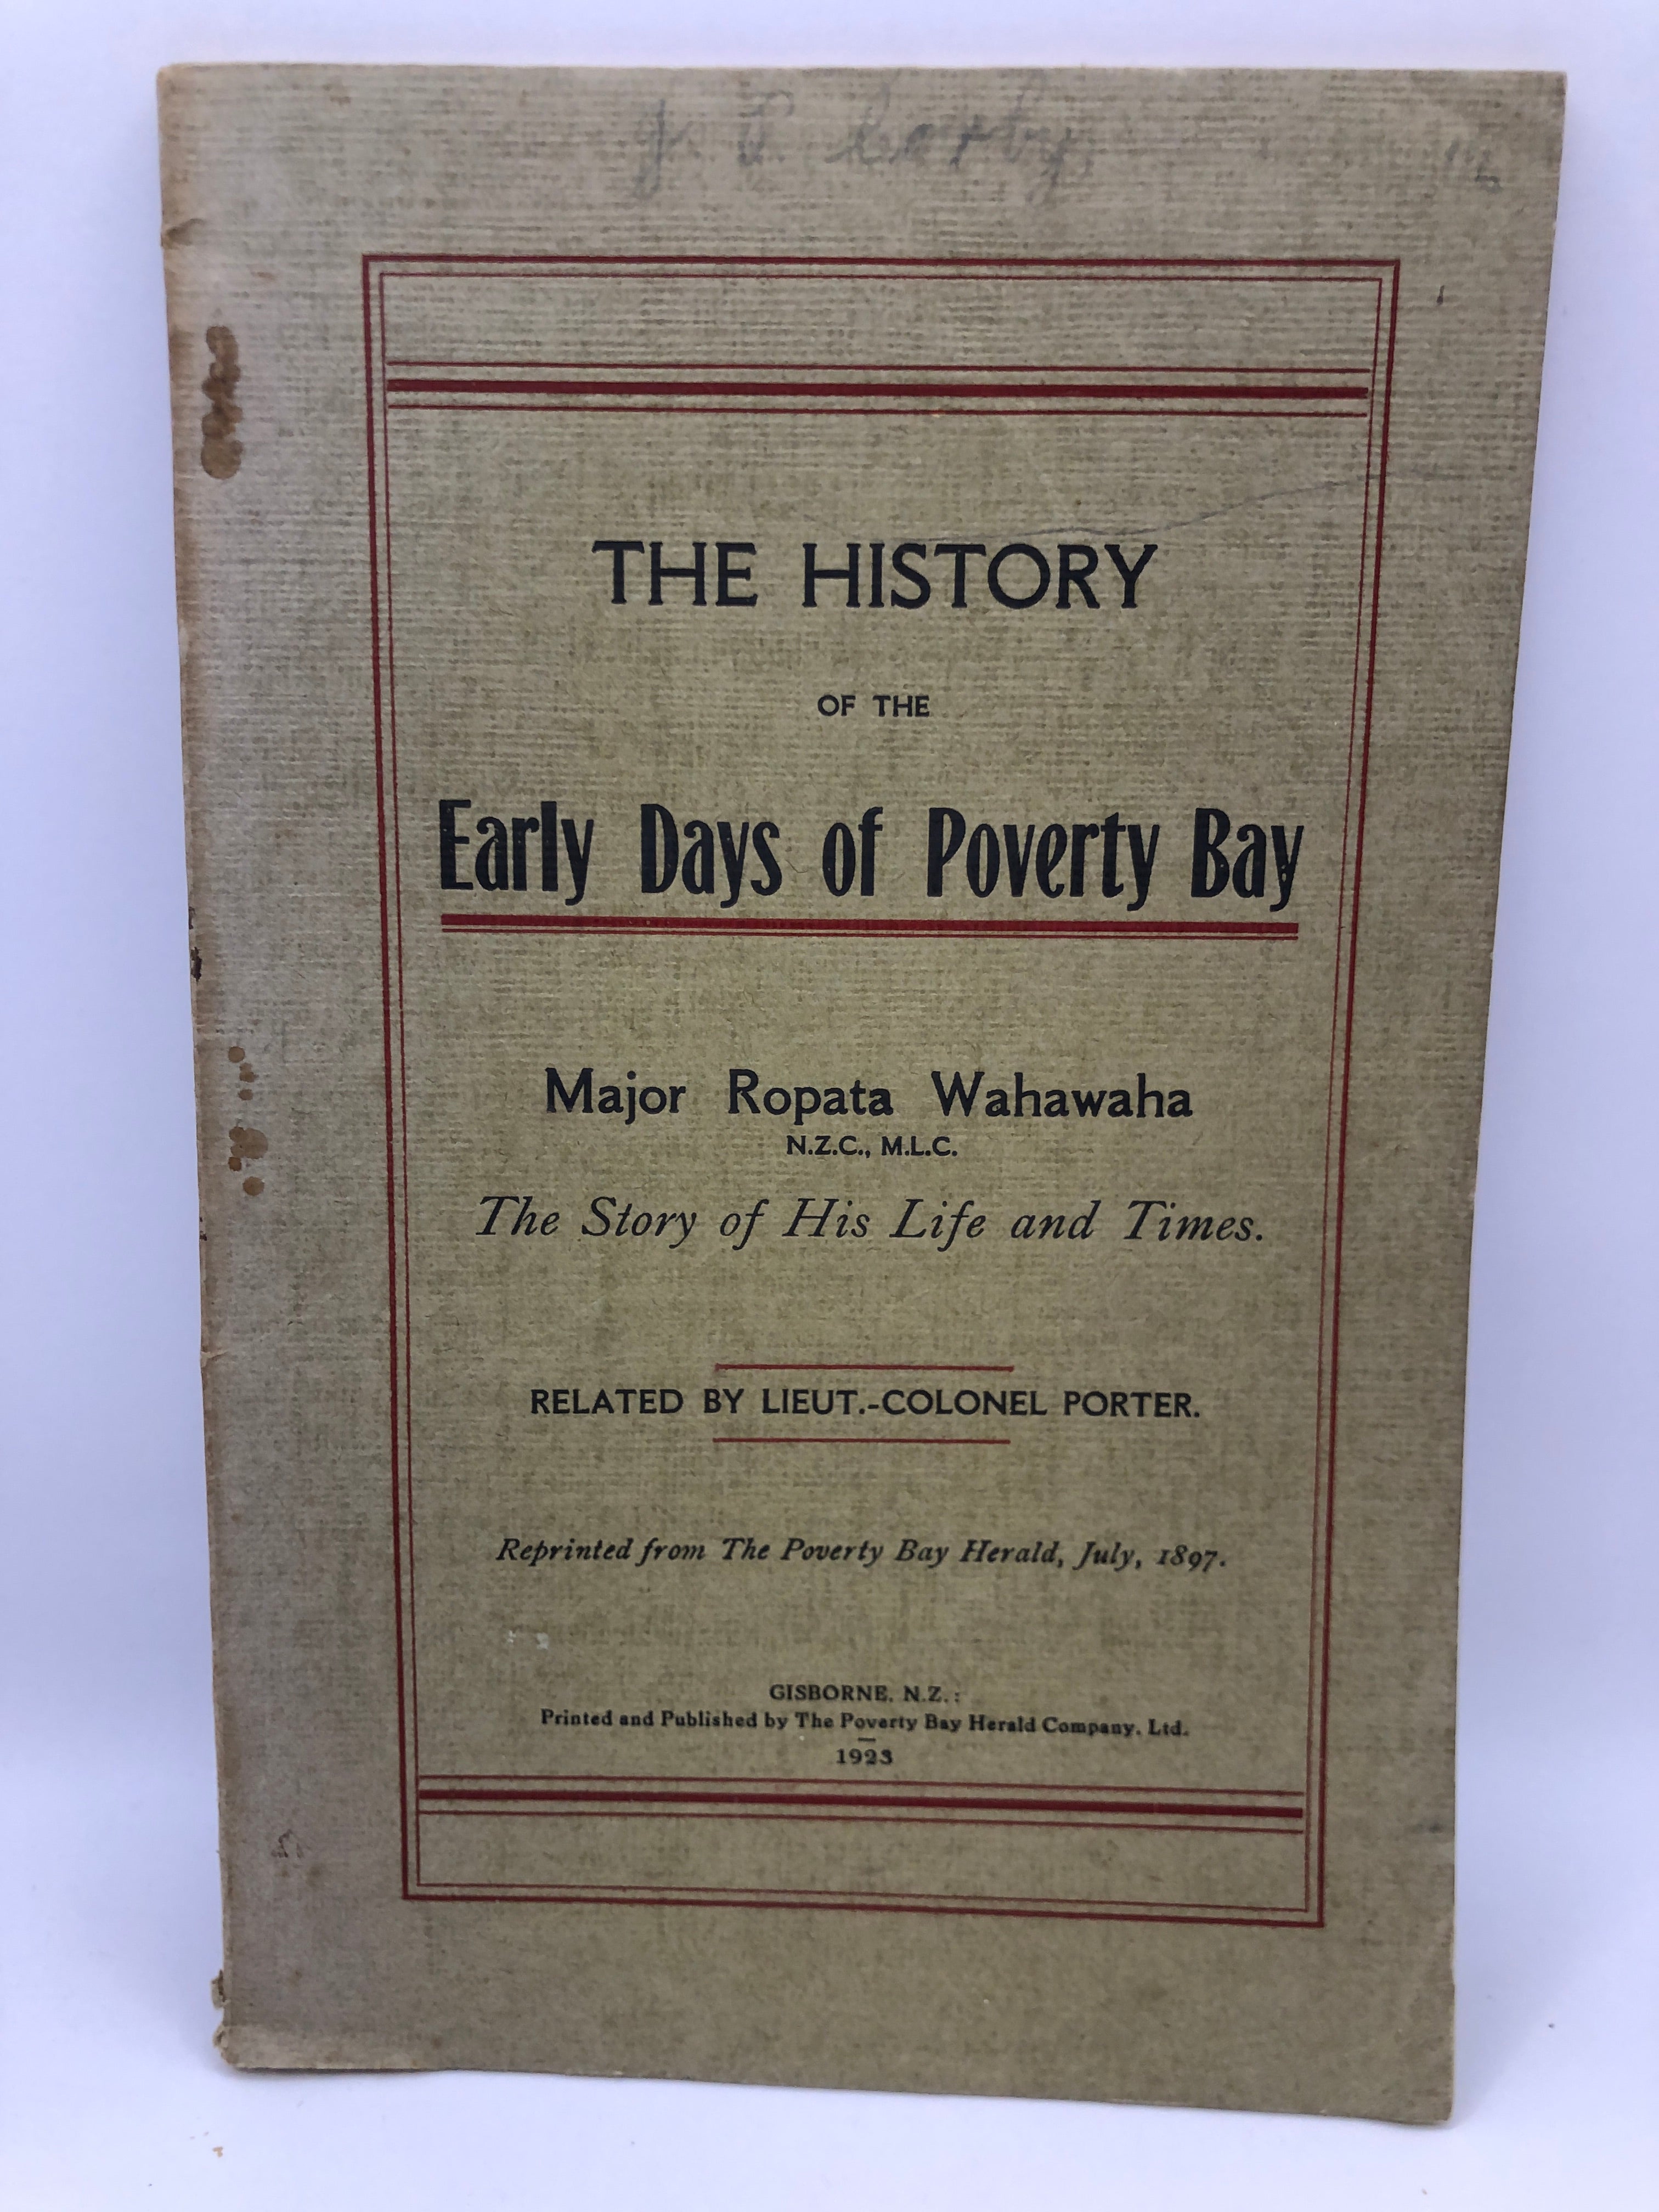 THE HISTORY
OF THE
Early Days of Poverty Bay
Major Ropata Wahawaha
N.Z.C., M.L.C.
The Story of His Life and Times.
RELATED BY LIEUT.-COLONEL PORTER.
Reprinted from The Poverty Bay Herald, July, 1897.
GISBORNE, N.Z.:
Printed and Published by The Poverty Bay Herald Company, Ltd.
1923